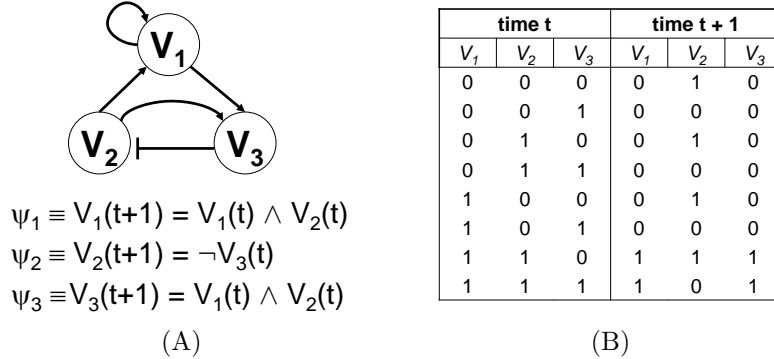 V1
V2
V3
ψ1 ≡ V1(t+1) = V1(t) ∧ V2(t)
ψ2 ≡ V2(t+1) = ¬V3(t)
ψ3 ≡V3(t+1) = V1(t) ∧ V2(t)
(A)
time t time t + 1
V1 V2 V3 V1 V2 V3
0 0 0 0 1 0
0 0 1 0 0 0
0 1 0 0 1 0
0 1 1 0 0 0
1 0 0 0 1 0
1 0 1 0 0 0
1 1 0 1 1 1
1 1 1 1 0 1
(B)